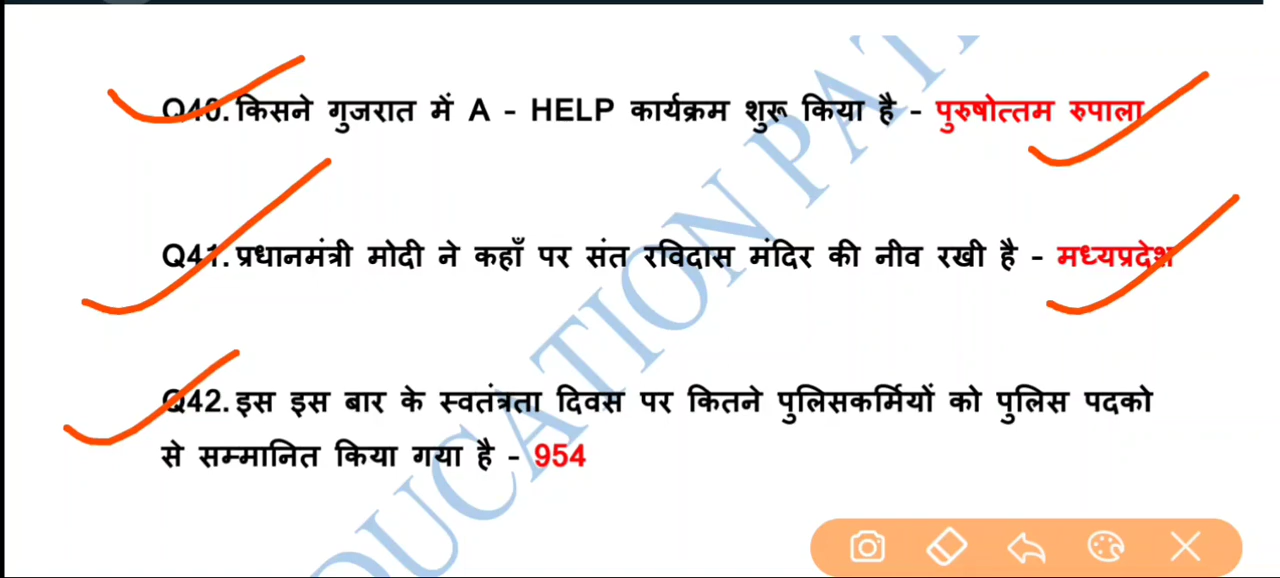 Q40. किसने गुजरात में A - HELP कार्यक्रम शुरू किया है - पुरुषोत्तम रुपाला
Q41. प्रधानमंत्री मोदी ने कहाँ पर संत रविदास मंदिर की नीव रखी है - मध्यप्रदेश
Q42. इस इस बार के स्वतंत्रता दिवस पर कितने पुलिसकर्मियों को पुलिस पदको
से सम्मानित किया गया है - 954